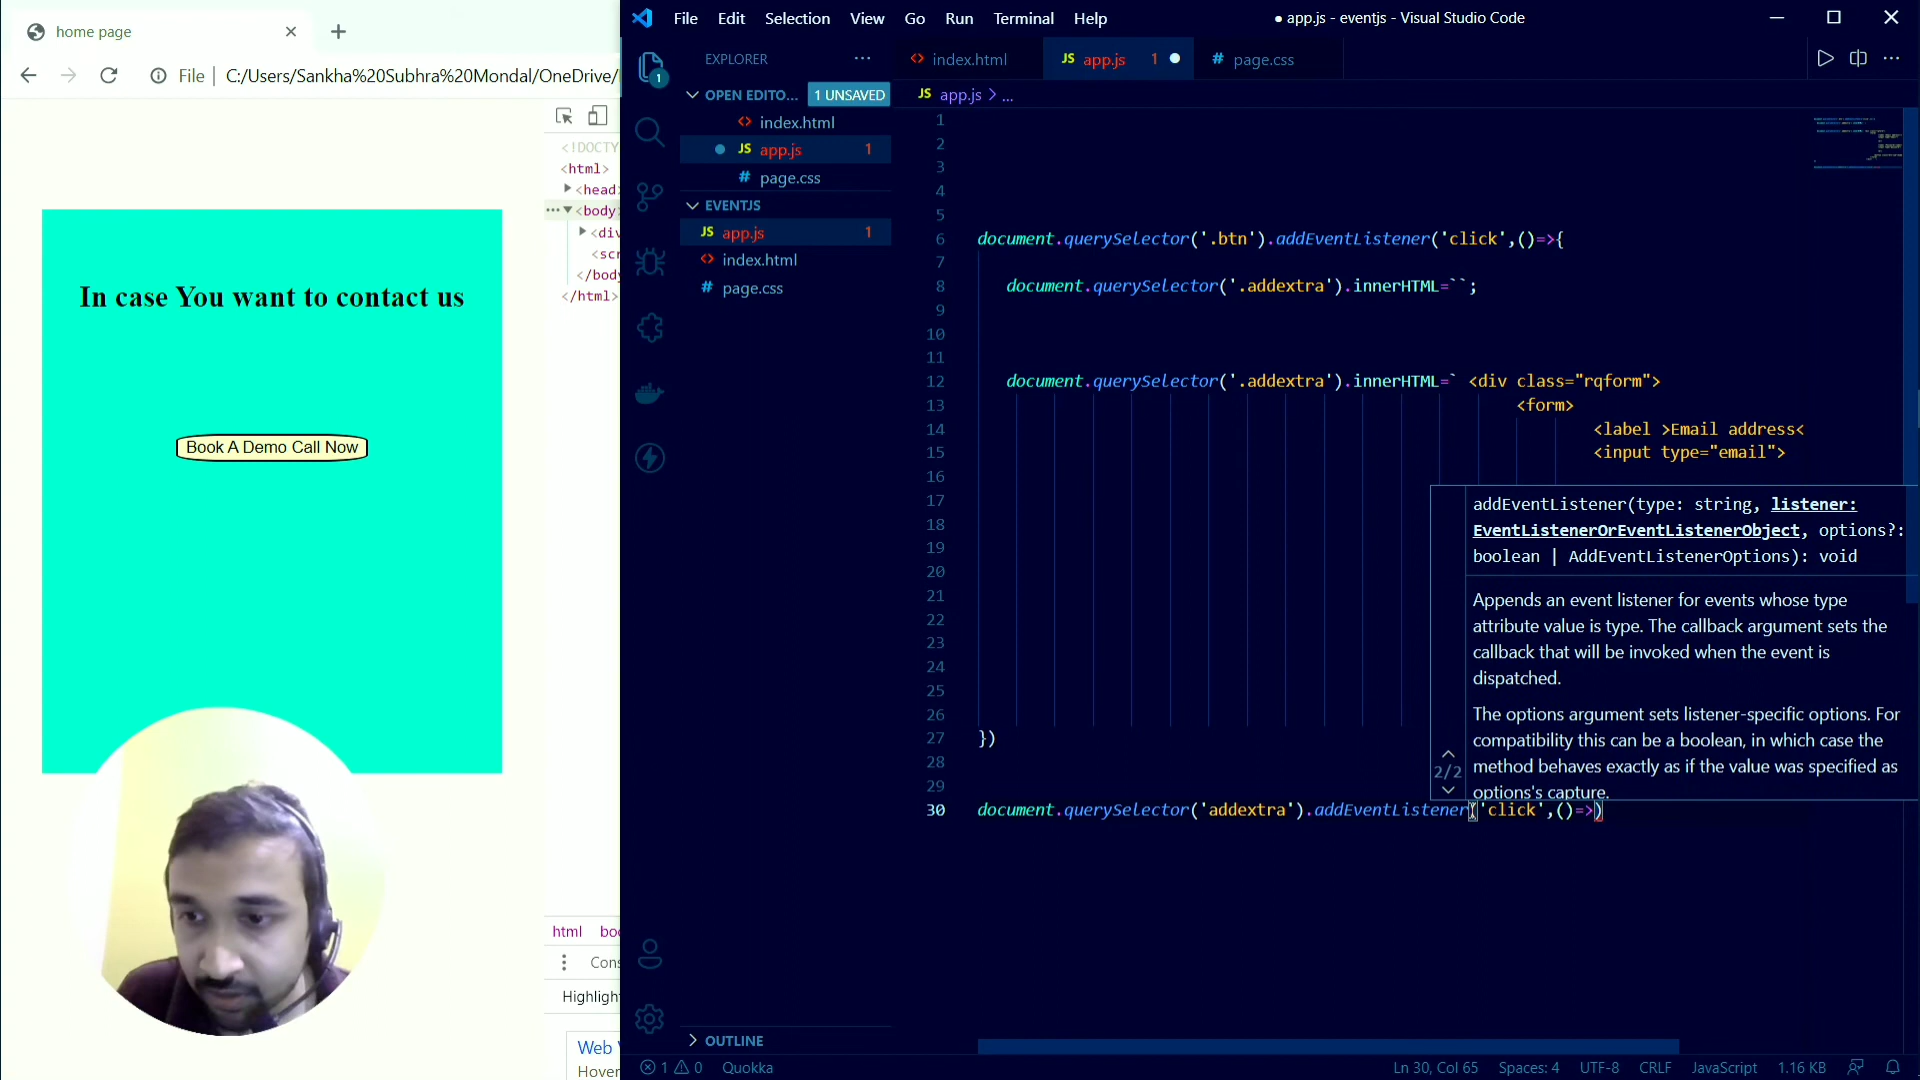 home page
File | C:/Users/Sankha%20Subhra%20Mondal/OneDrive/
In case You want to contact us
Book A Demo Call Now
<!DOCTY
<html>
<head
<body
<div
<scr
</body
</html>
html
Cons
Highligh
Web
Hover
File Edit Selection View Go Run Terminal Help
● app.js - eventjs - Visual Studio Code
EXPLORER
OPEN EDITO... 1 UNSAVED
index.html
JS app.js 1
# page.css
EVENTJS
JS app.js 1
index.html
# page.css
OUTLINE
<> index.html
JS app.js 1
# page.css
JS app.js > ...
1
2
3
4
5
6 document.querySelector('.btn').addEventListener('click',()=>{
7
8 document.querySelector('.addextra').innerHTML=``;
9
10
11
12 document.querySelector('.addextra').innerHTML=` <div class="rqform">
13 <form>
14 <label >Email address<
15 <input type="email">
16
17
18
19
20
21
22
23
24
25
26
27 })
28
29
30 document.querySelector('addextra').addEventListener('click',()=>)
addEventListener(type: string, listener:
EventListenerOrEventListenerObject, options?:
boolean | AddEventListenerOptions): void
Appends an event listener for events whose type
attribute value is type. The callback argument sets the
callback that will be invoked when the event is
dispatched.
The options argument sets listener-specific options. For
compatibility this can be a boolean, in which case the
method behaves exactly as if the value was specified as
options's capture.
2/2
1
1 0 Quokka
Ln 30, Col 65 Spaces: 4 UTF-8 CRLF JavaScript 1.16 KB